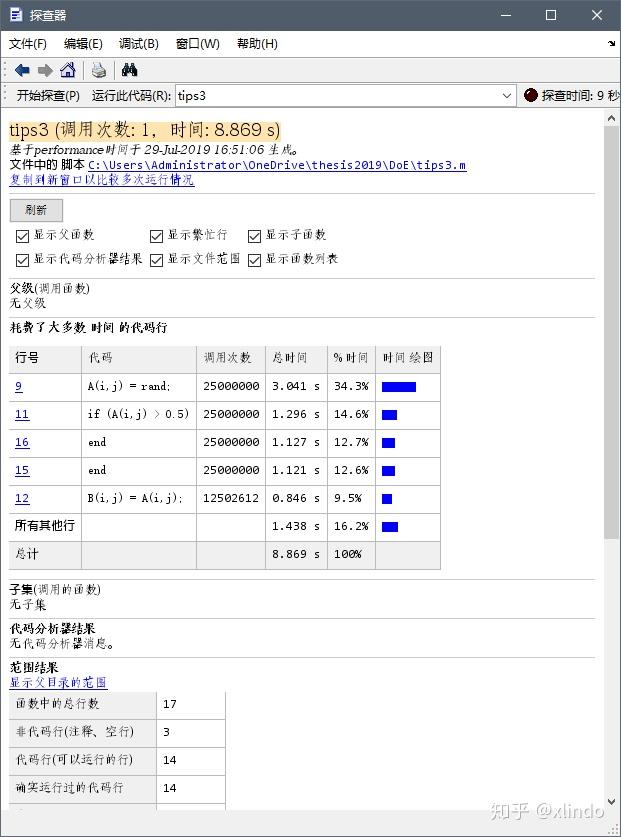 探查器
文件(F) 编辑(E) 调试(B) 窗口(W) 帮助(H)
开始探查(P) 运行此代码(R): tips3 探查时间: 9 秒
tips3 (调用次数: 1, 时间: 8.869 s)
基于performance时间于 29-Jul-2019 16:51:06 生成。
文件中的 脚本 C:\Users\Administrator\OneDrive\thesis2019\DoE\tips3.m
复制到新窗口以比较多次运行情况
刷新
显示父函数 显示繁忙行 显示子函数
显示代码分析器结果 显示文件范围 显示函数列表
父级(调用函数)
无父级
耗费了大多数 时间 的代码行
行号 代码 调用次数 总时间 % 时间 时间 绘图
9 A(i,j) = rand; 25000000 3.041 s 34.3%
11 if (A(i,j) > 0.5) 25000000 1.296 s 14.6%
16 end 25000000 1.127 s 12.7%
15 end 25000000 1.121 s 12.6%
12 B(i,j) = A(i,j); 12502612 0.846 s 9.5%
所有其他行 1.438 s 16.2%
总计 8.869 s 100%
子集(调用的函数)
无子集
代码分析器结果
无代码分析器消息。
范围结果
显示父目录的范围
函数中的总行数 17
非代码行(注释、空行) 3
代码行(可以运行的行) 14
确实运行过的代码行 14
知乎 @xlindo